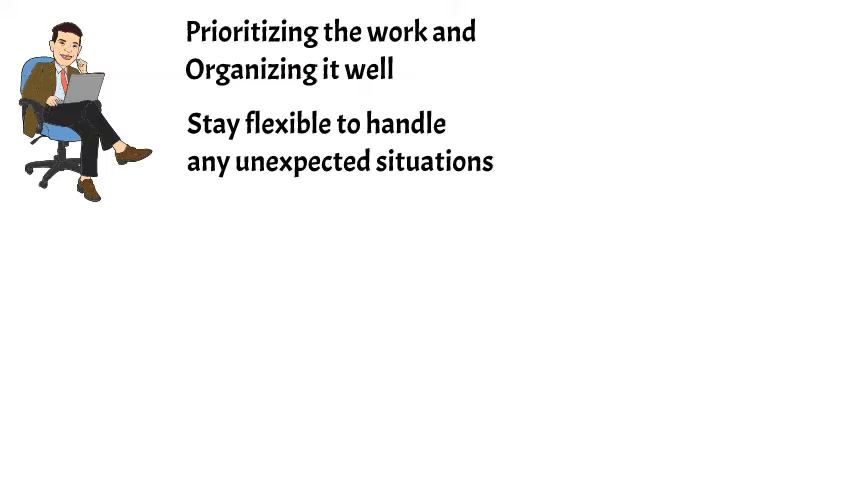 Prioritizing the work and
Organizing it well
Stay flexible to handle
any unexpected situations